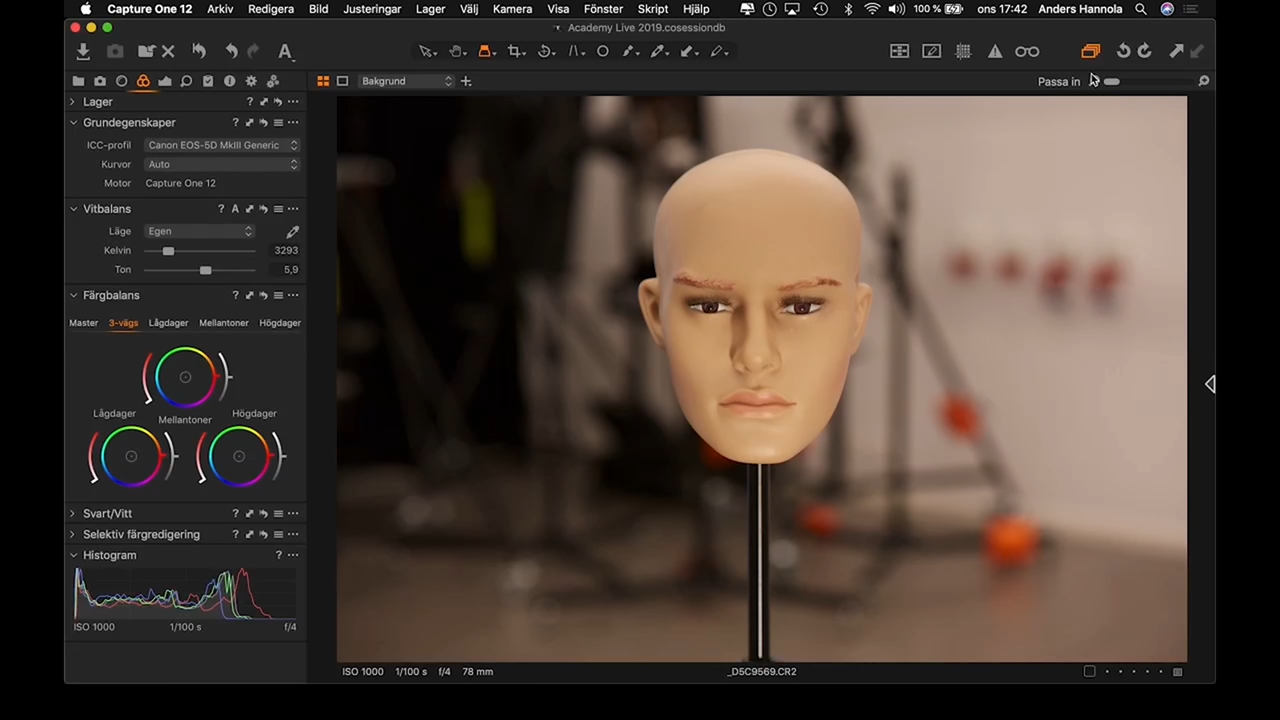 Capture One 12 Arkiv Redigera Bild Justeringar Lager Välj Kamera Visa Fönster Skript Hjälp 100 % ons 17:42 Anders Hannola
Academy Live 2019.cosessiondb
A
Bakgrund
Passa in
Lager ?
Grundegenskaper ?
ICC-profil Canon EOS-5D MkIII Generic
Kurvor Auto
Motor Capture One 12
Vitbalans ? A
Läge Egen
Kelvin 3293
Ton 5,9
Färgbalans ?
Master 3-vägs Lågdager Mellantoner Högdager
Lågdager Mellantoner Högdager
Svart/Vitt ?
Selektiv färgredigering ?
Histogram ?
ISO 1000 1/100 s f/4
ISO 1000 1/100 s f/4 78 mm _D5C9569.CR2